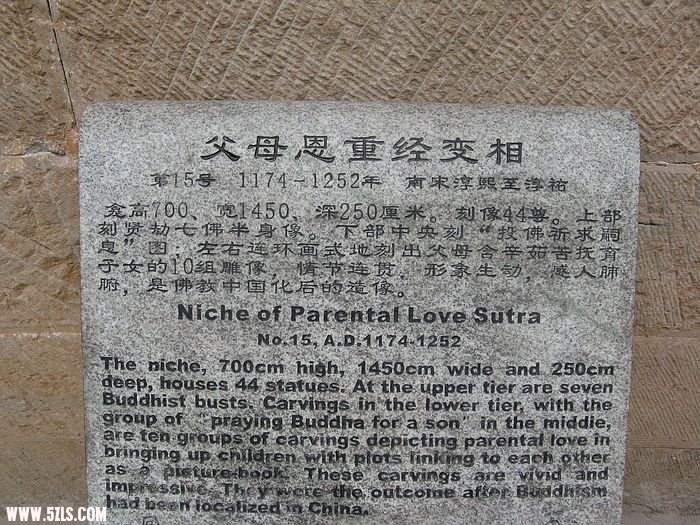 父母恩重经变相
第15号 1174-1252年 南宋淳熙至淳祐
龛高700、宽1450、深250厘米。刻像44尊。上部
刻贤劫七佛半身像。下部中央刻“投佛祈求嗣
息”图；左右连环画式地刻出父母含辛茹苦抚育
子女的10组雕像，情节连贯，形象生动，感人肺
腑，是佛教中国化后的造像。
Niche of Parental Love Sutra
No.15, A.D.1174-1252
The niche, 700cm high, 1450cm wide and 250cm
deep, houses 44 statues. At the upper tier are seven
Buddhist busts. Carvings in the lower tier, with the
group of “praying Buddha for a son in the middie,
are ten groups of carvings depicting parental love in
bringing up children with plots linking to each other
as a picture-book. These carvings are vivid and
impressive. They were the outcome after Buddhism
had been localized in China.
WWW.5ZLS.COM